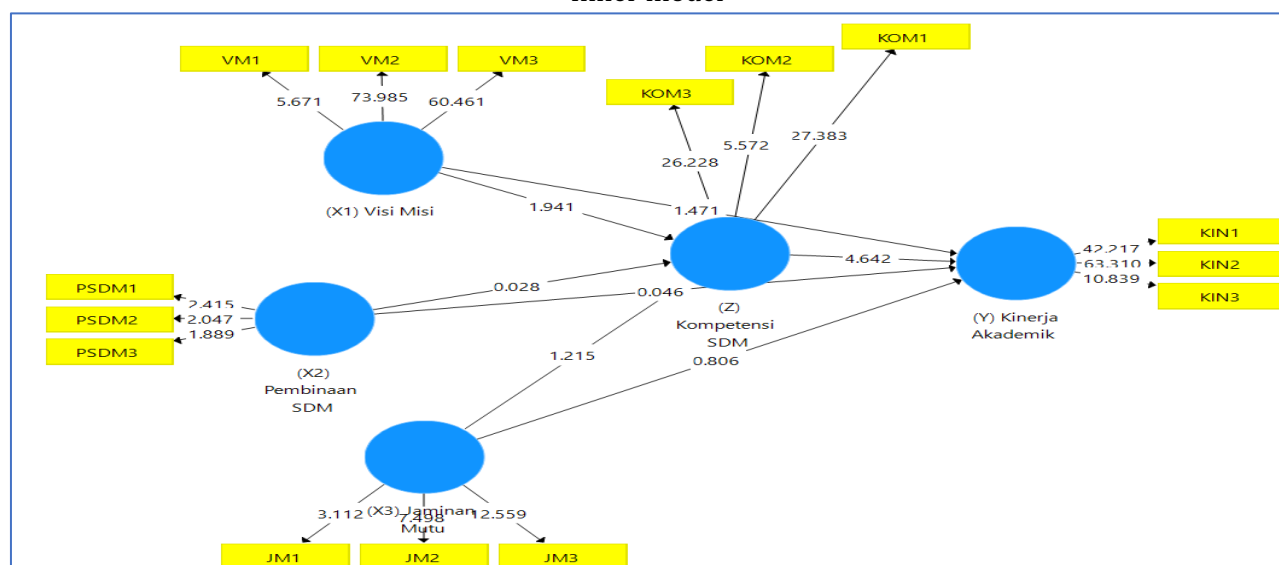 VM1
VM2
VM3
KOM3
KOM2
KOM1
5.671
73.985
60.461
26.228
5.572
27.383
(X1) Visi Misi
1.941
1.471
PSDM1
PSDM2
PSDM3
2.415
2.047
1.889
(X2)
Pembinaan
SDM
0.028
0.046
(Z)
Kompetensi
SDM
4.642
42.217
63.310
10.839
KIN1
KIN2
KIN3
(Y) Kinerja
Akademik
1.215
0.806
(X3) Jaminan
Mutu
3.112
7.498
12.559
JM1
JM2
JM3